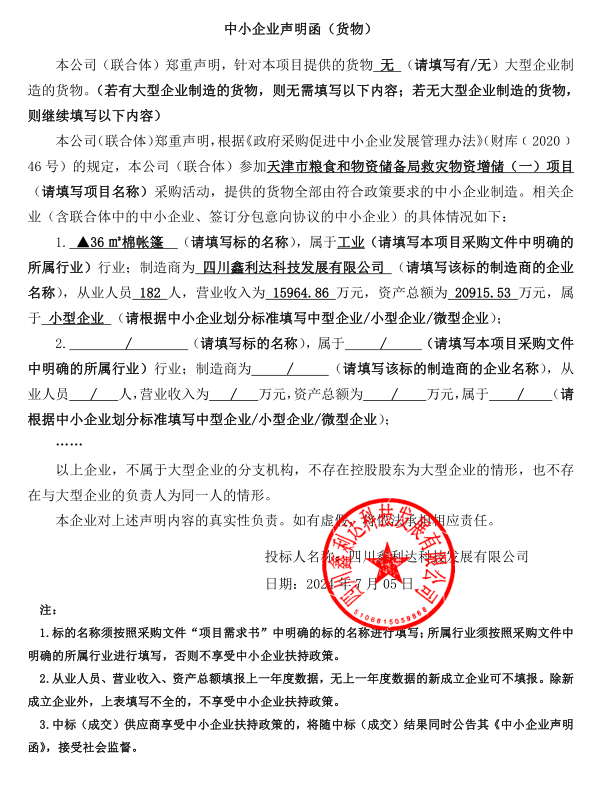 中小企业声明函（货物）
本公司（联合体）郑重声明，针对本项目提供的货物 无 （请填写有/无）大型企业制
造的货物。（若有大型企业制造的货物，则无需填写以下内容；若无大型企业制造的货物，
则继续填写以下内容）
本公司（联合体）郑重声明，根据《政府采购促进中小企业发展管理办法》（财库﹝2020﹞
46 号）的规定，本公司（联合体）参加天津市粮食和物资储备局救灾物资增储（一）项目
（请填写项目名称）采购活动，提供的货物全部由符合政策要求的中小企业制造。相关企
业（含联合体中的中小企业、签订分包意向协议的中小企业）的具体情况如下：
1. ▲36 ㎡棉帐篷 （请填写标的名称），属于工业（请填写本项目采购文件中明确的
所属行业）行业；制造商为 四川鑫利达科技发展有限公司 （请填写该标的制造商的企业
名称），从业人员 182 人，营业收入为 15964.86 万元，资产总额为 20915.53 万元，属
于 小型企业 （请根据中小企业划分标准填写中型企业/小型企业/微型企业）；
2. / （请填写标的名称），属于 / （请填写本项目采购文件
中明确的所属行业）行业；制造商为 / （请填写该标的制造商的企业名称），从
业人员 / 人，营业收入为 / 万元，资产总额为 / 万元，属于 / （请
根据中小企业划分标准填写中型企业/小型企业/微型企业）；
……
以上企业，不属于大型企业的分支机构，不存在控股股东为大型企业的情形，也不存
在与大型企业的负责人为同一人的情形。
本企业对上述声明内容的真实性负责。如有虚假，将依法承担相应责任。
投标人名称：四川鑫利达科技发展有限公司
日期：2024 年 7 月 05 日
四川鑫利达科技发展有限公司
5106815059868
注：
1.标的名称须按照采购文件“项目需求书”中明确的标的名称进行填写；所属行业须按照采购文件中
明确的所属行业进行填写，否则不享受中小企业扶持政策。
2.从业人员、营业收入、资产总额填报上一年度数据，无上一年度数据的新成立企业可不填报。除新
成立企业外，上表填写不全的，不享受中小企业扶持政策。
3.中标（成交）供应商享受中小企业扶持政策的，将随中标（成交）结果同时公告其《中小企业声明
函》，接受社会监督。